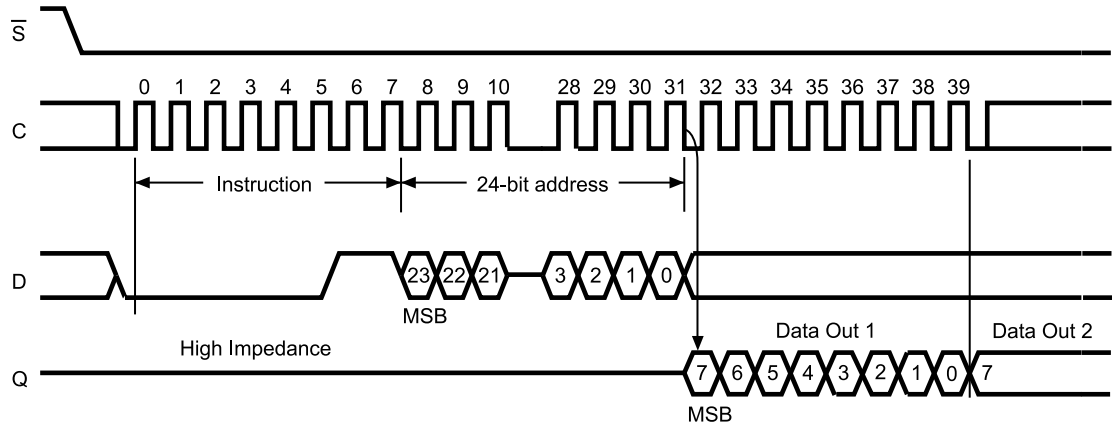 S̅
0 1 2 3 4 5 6 7 8 9 10 28 29 30 31 32 33 34 35 36 37 38 39
C
Instruction 24-bit address
D 23 22 21 3 2 1 0
MSB
High Impedance Data Out 1 Data Out 2
Q 7 6 5 4 3 2 1 0 7
MSB